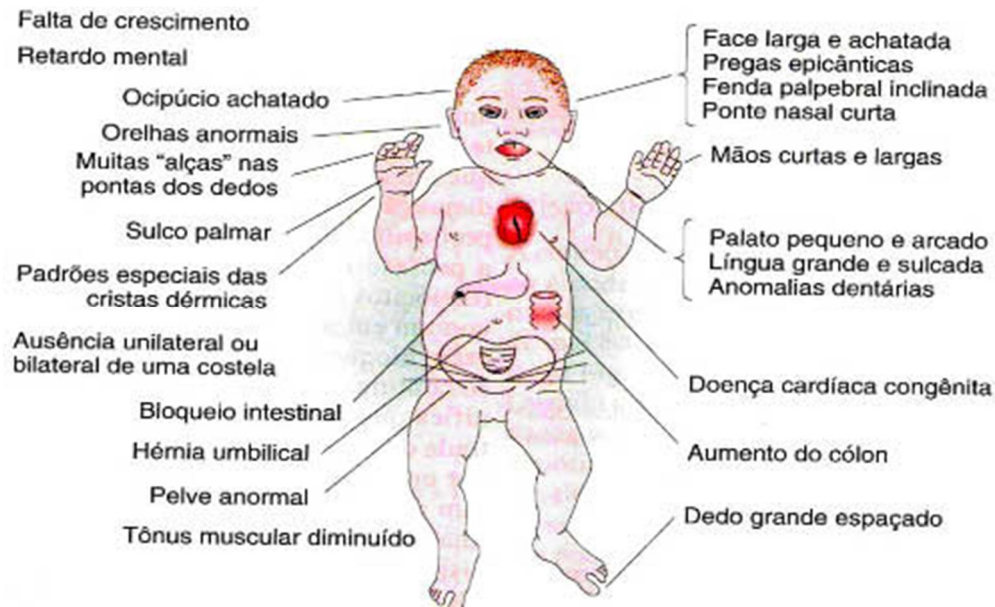 Falta de crescimento
Retardo mental
Ocipúcio achatado
Orelhas anormais
Muitas “alças” nas
pontas dos dedos
Sulco palmar
Padrões especiais das
cristas dérmicas
Ausência unilateral ou
bilateral de uma costela
Bloqueio intestinal
Hérnia umbilical
Pelve anormal
Tônus muscular diminuído
Face larga e achatada
Pregas epicânticas
Fenda palpebral inclinada
Ponte nasal curta
Mãos curtas e largas
Palato pequeno e arcado
Língua grande e sulcada
Anomalias dentárias
Doença cardíaca congênita
Aumento do cólon
Dedo grande espaçado